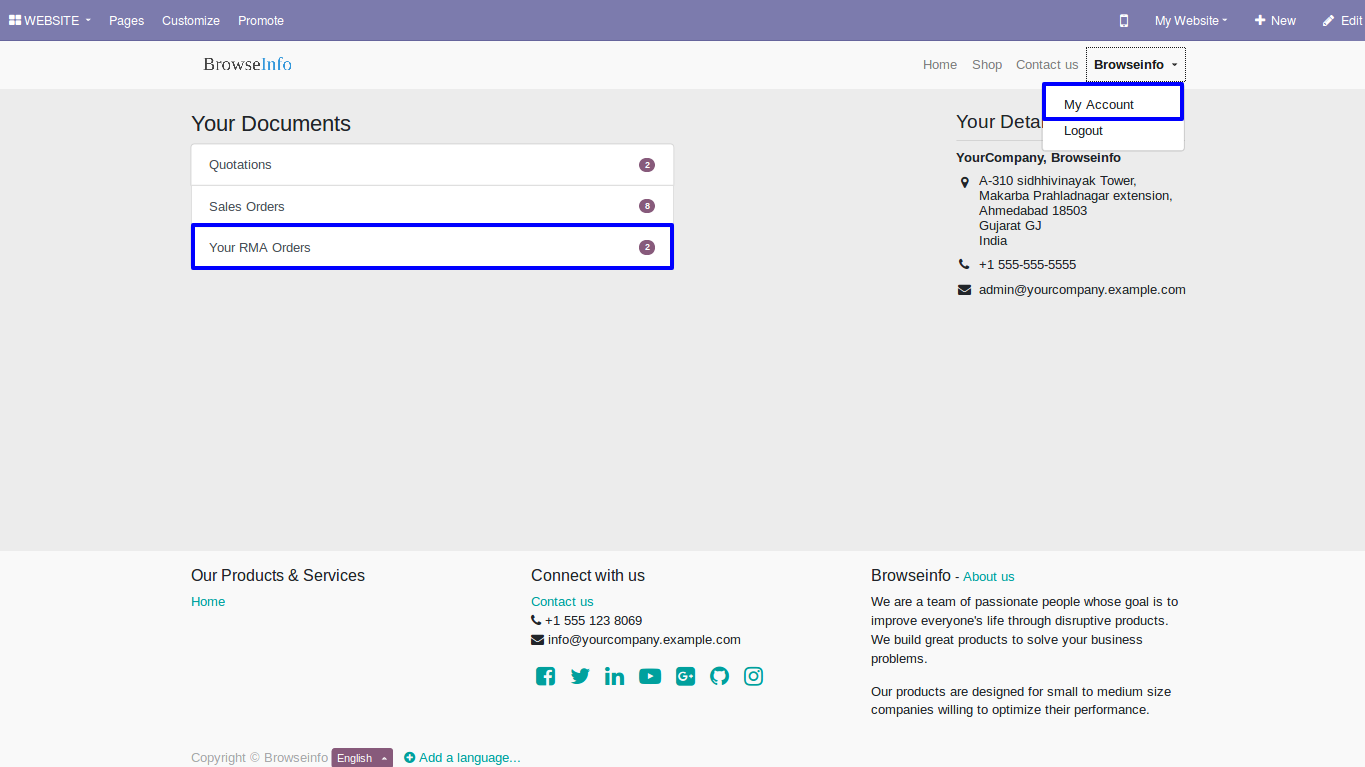 WEBSITE Pages Customize Promote My Website + New Edit
BrowseInfo Home Shop Contact us Browseinfo
My Account
Logout
Your Documents
Quotations 2
Sales Orders 8
Your RMA Orders 2
Your Detai
YourCompany, Browseinfo
A-310 sidhhivinayak Tower,
Makarba Prahladnagar extension,
Ahmedabad 18503
Gujarat GJ
India
+1 555-555-5555
admin@yourcompany.example.com
Our Products & Services
Home
Connect with us
Contact us
+1 555 123 8069
info@yourcompany.example.com
Browseinfo - About us
We are a team of passionate people whose goal is to
improve everyone's life through disruptive products.
We build great products to solve your business
problems.
Our products are designed for small to medium size
companies willing to optimize their performance.
Copyright © Browseinfo English Add a language...